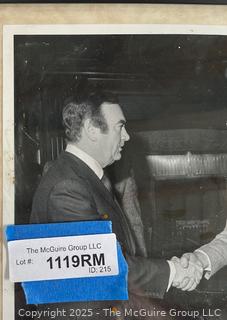 The McGuire Group LLC
Lot #: 1119RM
ID: 215
Copyright 2025 - The McGuire Group LLC